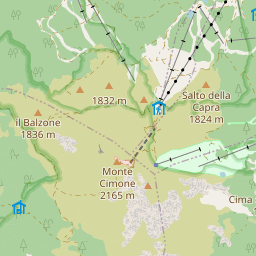 1832 m
Salto della
Capra
1824 m
il Balzone
1836 m
Monte
Cimone
2165 m
Cima